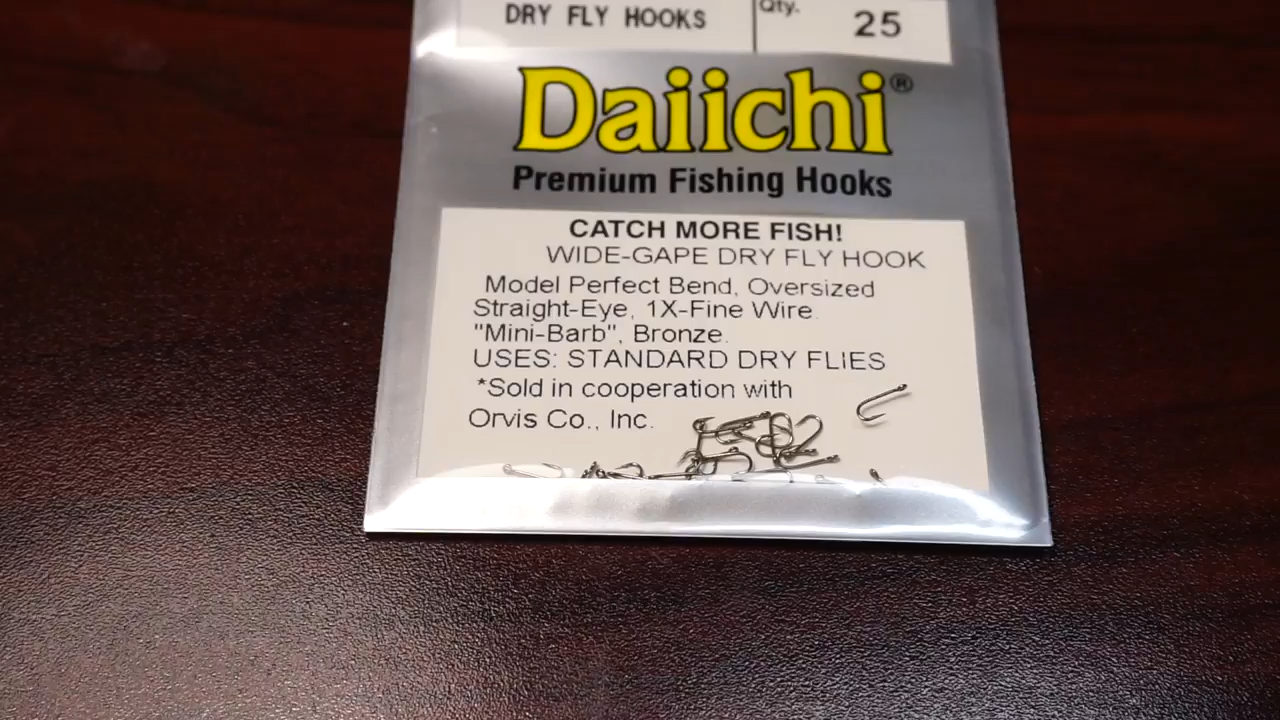 DRY FLY HOOKS
Qty. 25
Daiichi®
Premium Fishing Hooks
CATCH MORE FISH!
WIDE-GAPE DRY FLY HOOK
Model Perfect Bend, Oversized
Straight-Eye, 1X-Fine Wire.
"Mini-Barb", Bronze.
USES: STANDARD DRY FLIES
*Sold in cooperation with
Orvis Co., Inc.